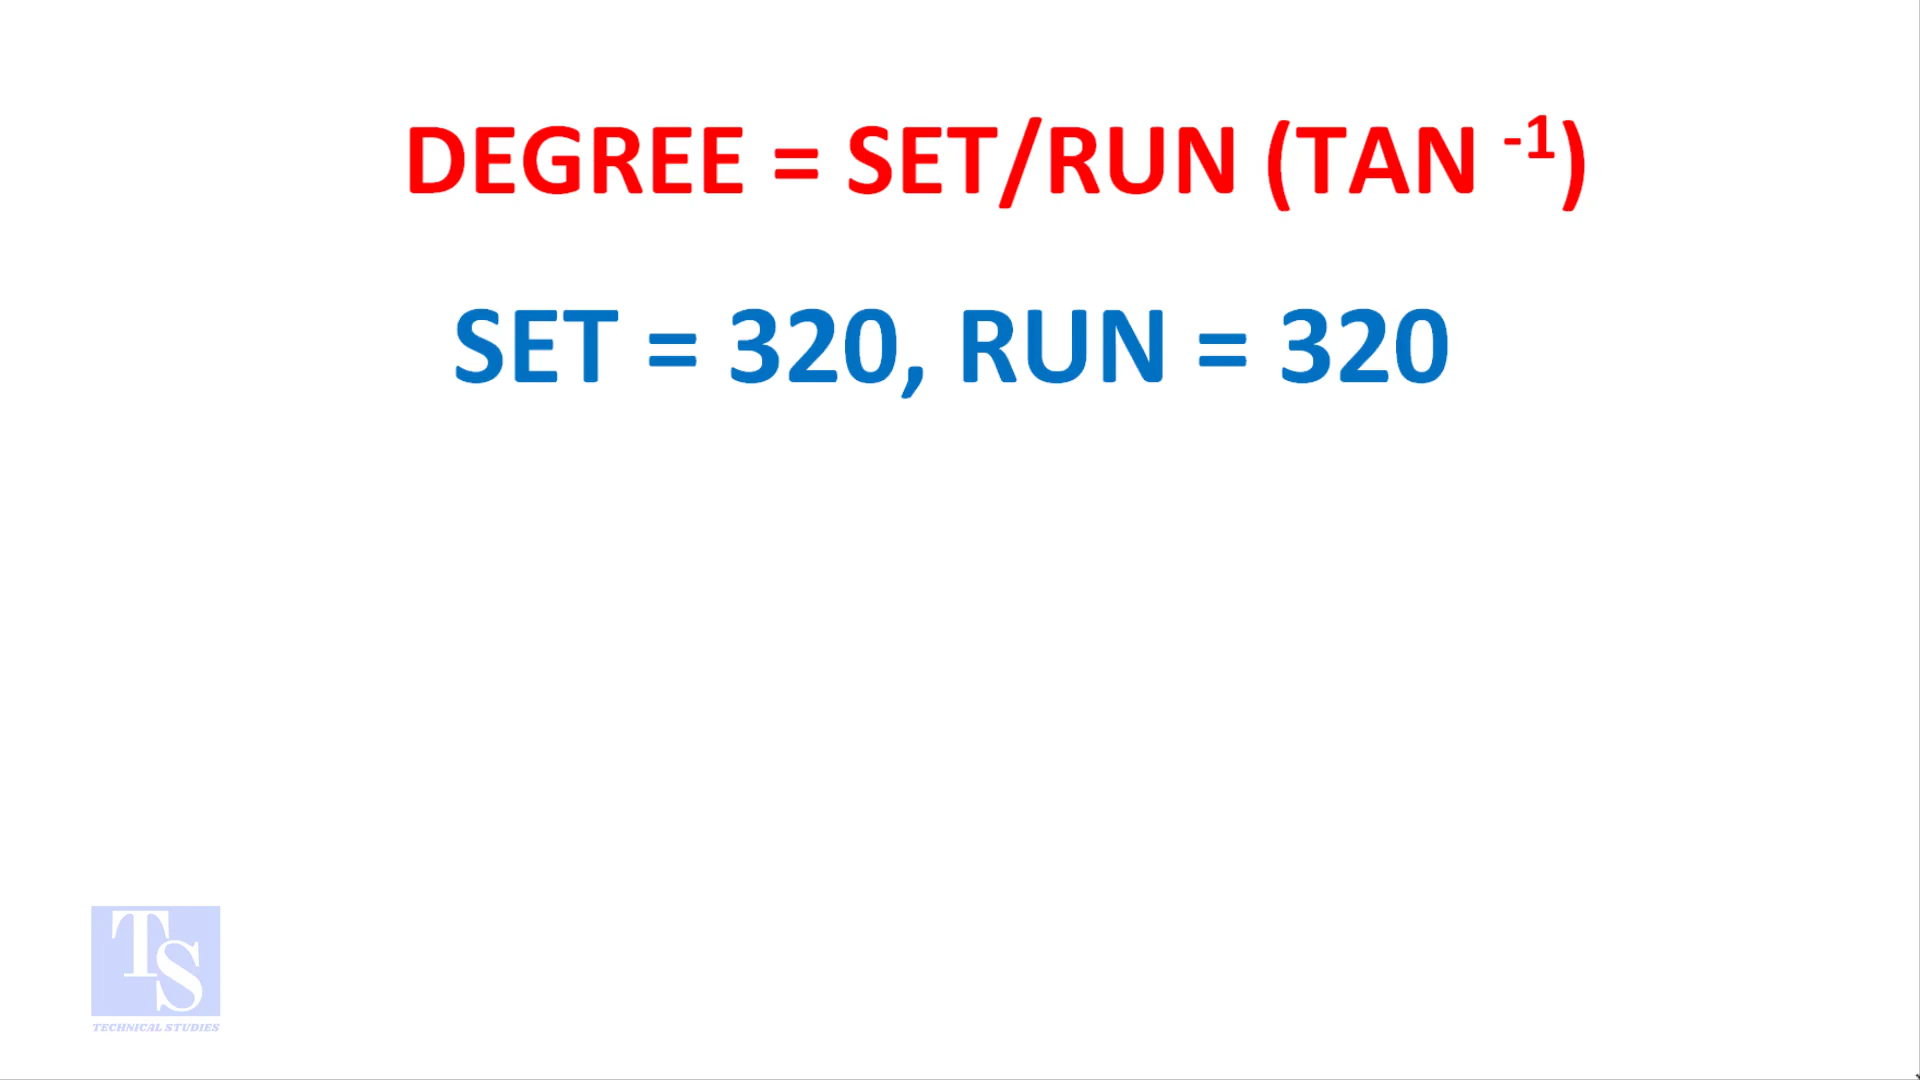 DEGREE = SET/RUN (TAN -1)
SET = 320, RUN = 320
TS
TECHNICAL STUDIES